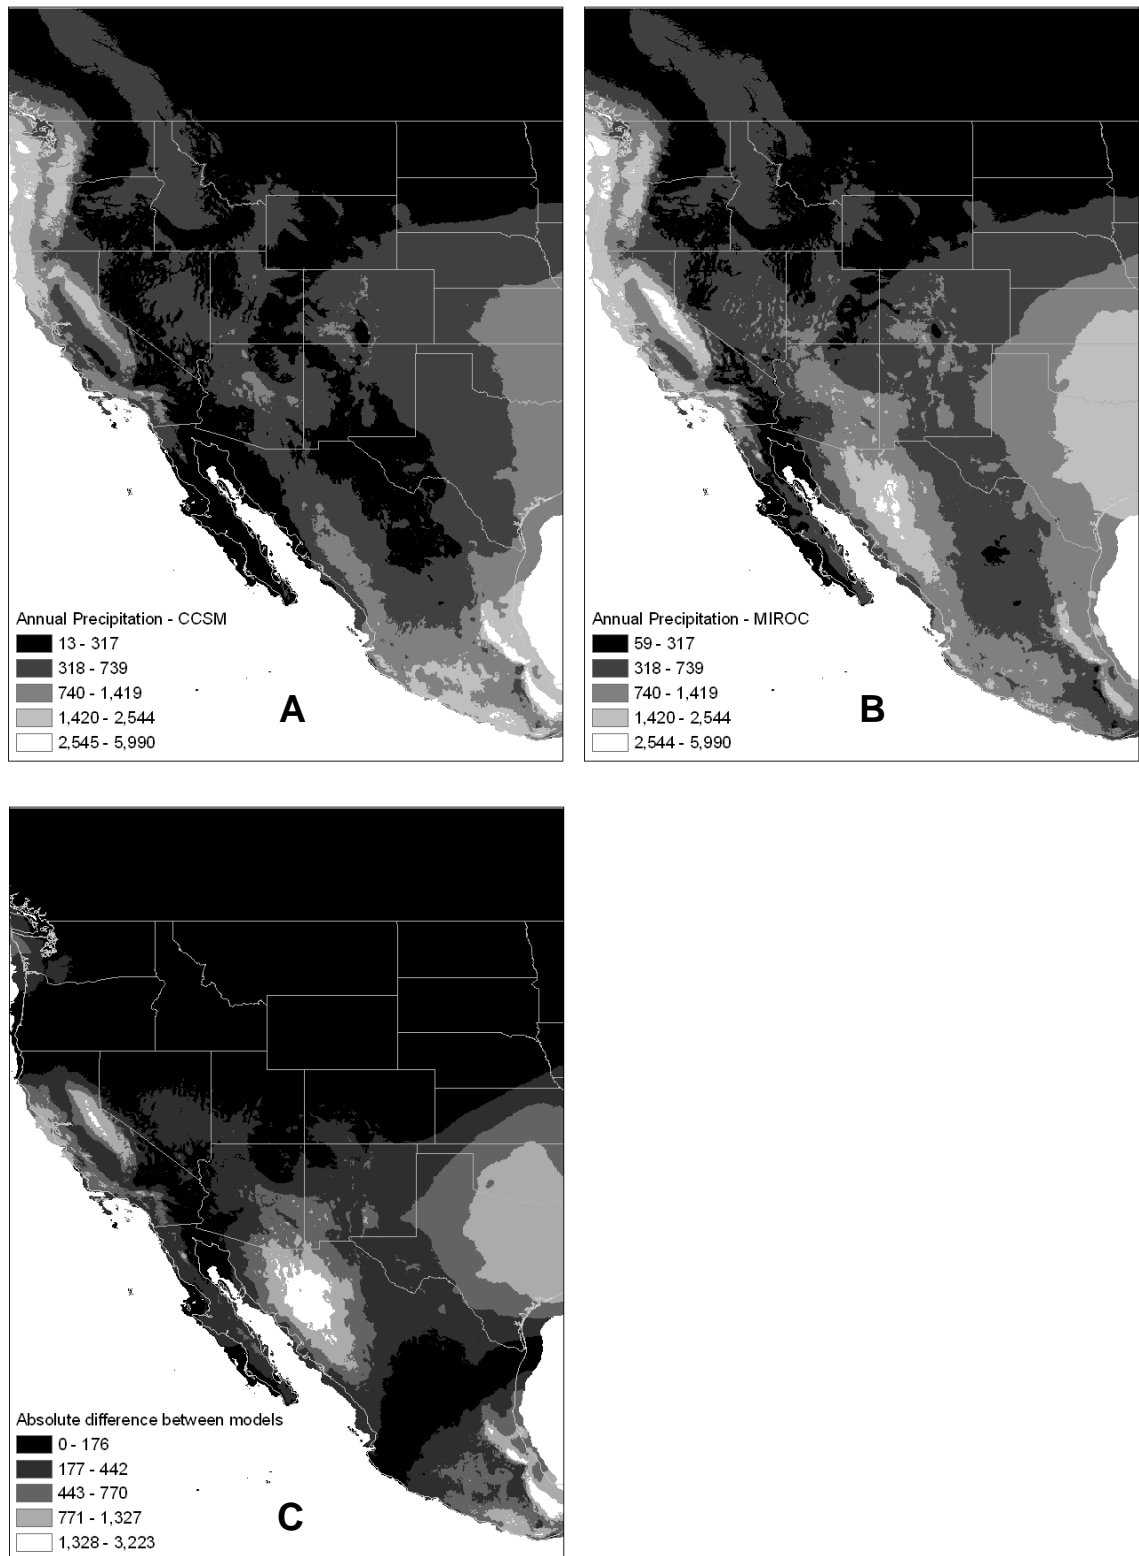 Annual Precipitation - CCSM
13 - 317
318 - 739
740 - 1,419
1,420 - 2,544
2,545 - 5,990
A
Annual Precipitation - MIROC
59 - 317
318 - 739
740 - 1,419
1,420 - 2,544
2,544 - 5,990
B
Absolute difference between models
0 - 176
177 - 442
443 - 770
771 - 1,327
1,328 - 3,223
C